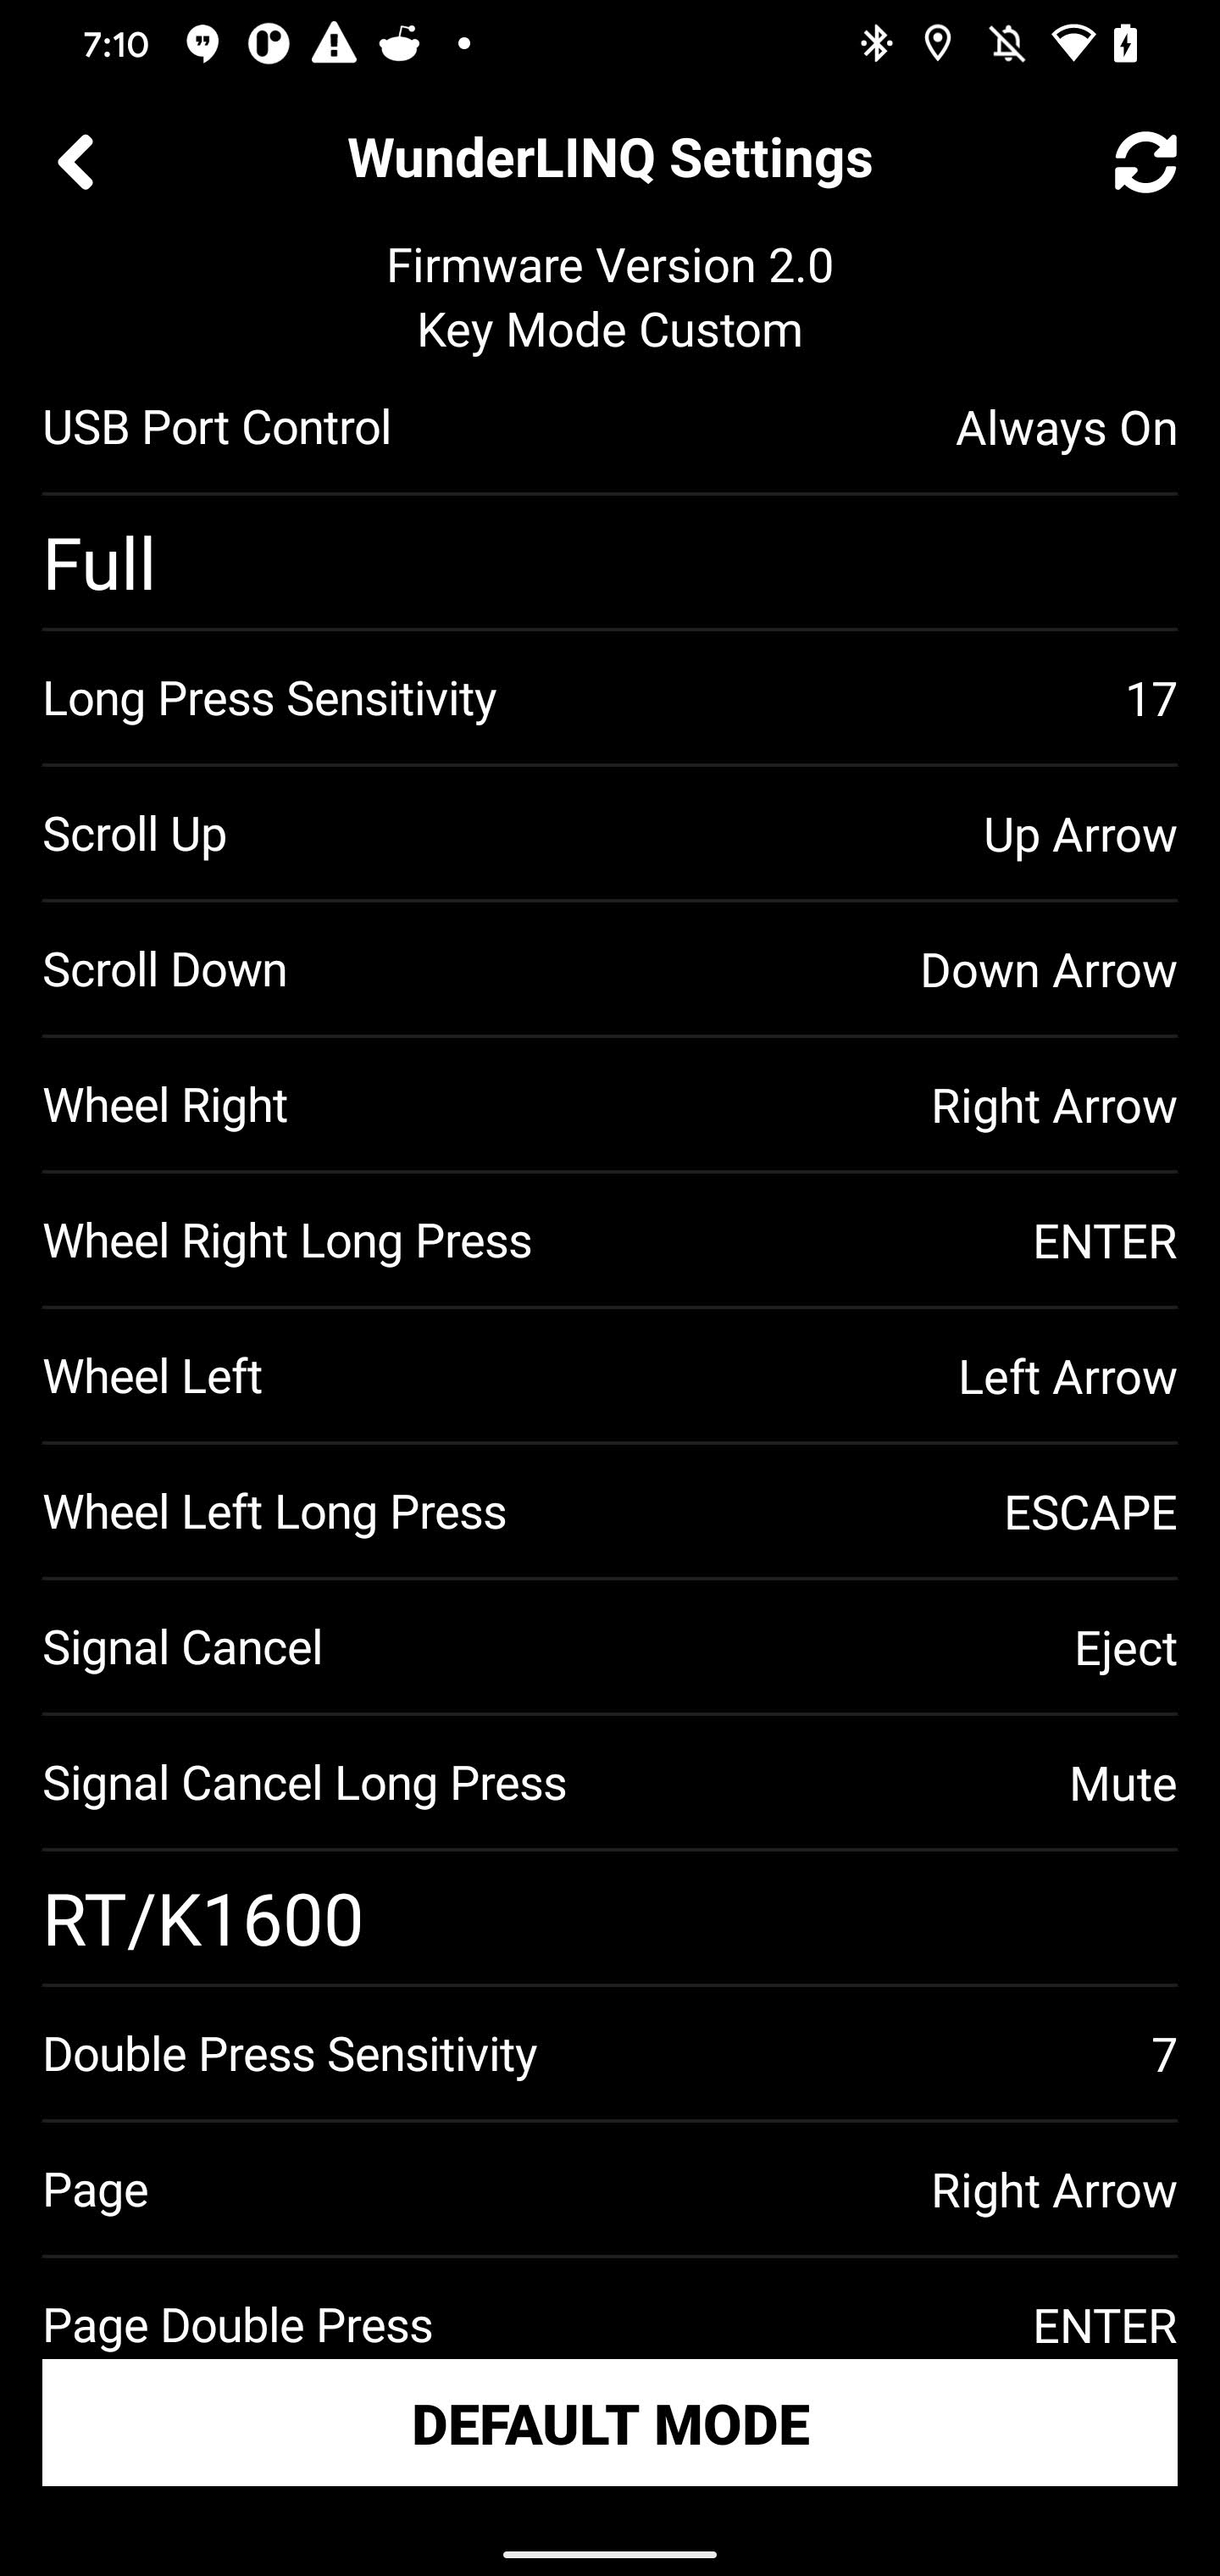 7:10
WunderLINQ Settings
Firmware Version 2.0
Key Mode Custom
USB Port Control Always On
Full
Long Press Sensitivity 17
Scroll Up Up Arrow
Scroll Down Down Arrow
Wheel Right Right Arrow
Wheel Right Long Press ENTER
Wheel Left Left Arrow
Wheel Left Long Press ESCAPE
Signal Cancel Eject
Signal Cancel Long Press Mute
RT/K1600
Double Press Sensitivity 7
Page Right Arrow
Page Double Press ENTER
DEFAULT MODE